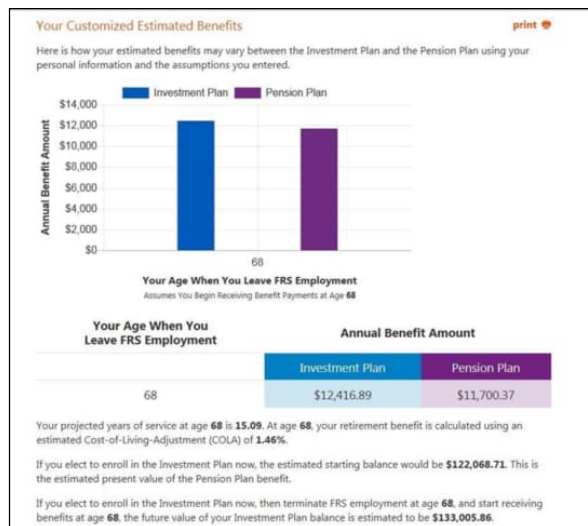 Your Customized Estimated Benefits
print
Here is how your estimated benefits may vary between the Investment Plan and the Pension Plan using your
personal information and the assumptions you entered.
Investment Plan Pension Plan
$14,000
$12,000
$10,000
$8,000
$6,000
$4,000
$2,000
$0
Annual Benefit Amount
68
Your Age When You Leave FRS Employment
Assumes You Begin Receiving Benefit Payments at Age 68
Your Age When You
Leave FRS Employment
Annual Benefit Amount
Investment Plan Pension Plan
68 $12,416.89 $11,700.37
Your projected years of service at age 68 is 15.09. At age 68, your retirement benefit is calculated using an
estimated Cost-of-Living-Adjustment (COLA) of 1.46%.
If you elect to enroll in the Investment Plan now, the estimated starting balance would be $122,068.71. This is
the estimated present value of the Pension Plan benefit.
If you elect to enroll in the Investment Plan now, then terminate FRS employment at age 68, and start receiving
benefits at age 68, the future value of your Investment Plan balance is estimated to be $133,005.86.